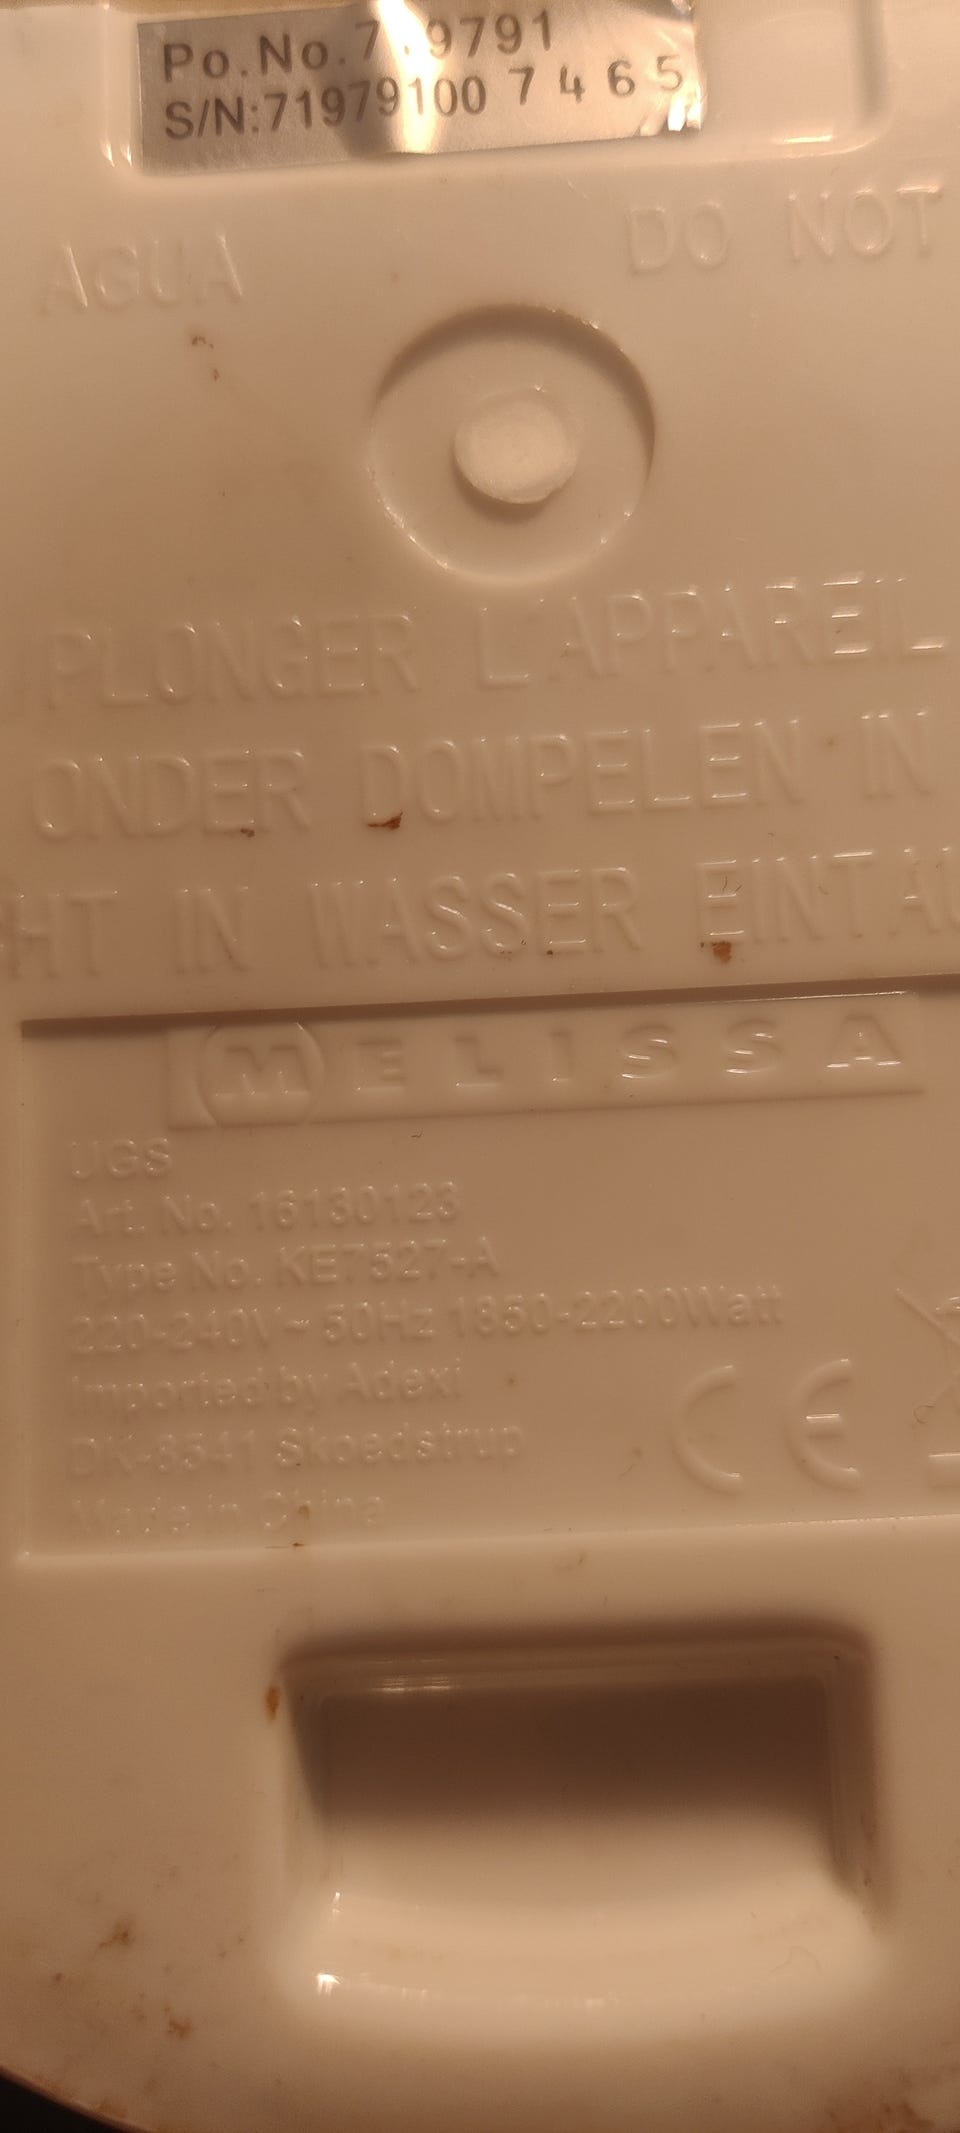 Po.No. 9791
S/N:71979100 7 4 6 5
AGUA
DO NOT
PLONGER L'APPAREIL
ONDER DOMPELEN IN
HT IN WASSER EINTAU
MELISSA
UGS
Art. No. 16130123
Type No. KE7527-A
220-240V ~ 50Hz 1850-2200Watt
Imported by Adexi
DK-8541 Skoedstrup
Made in China
CE